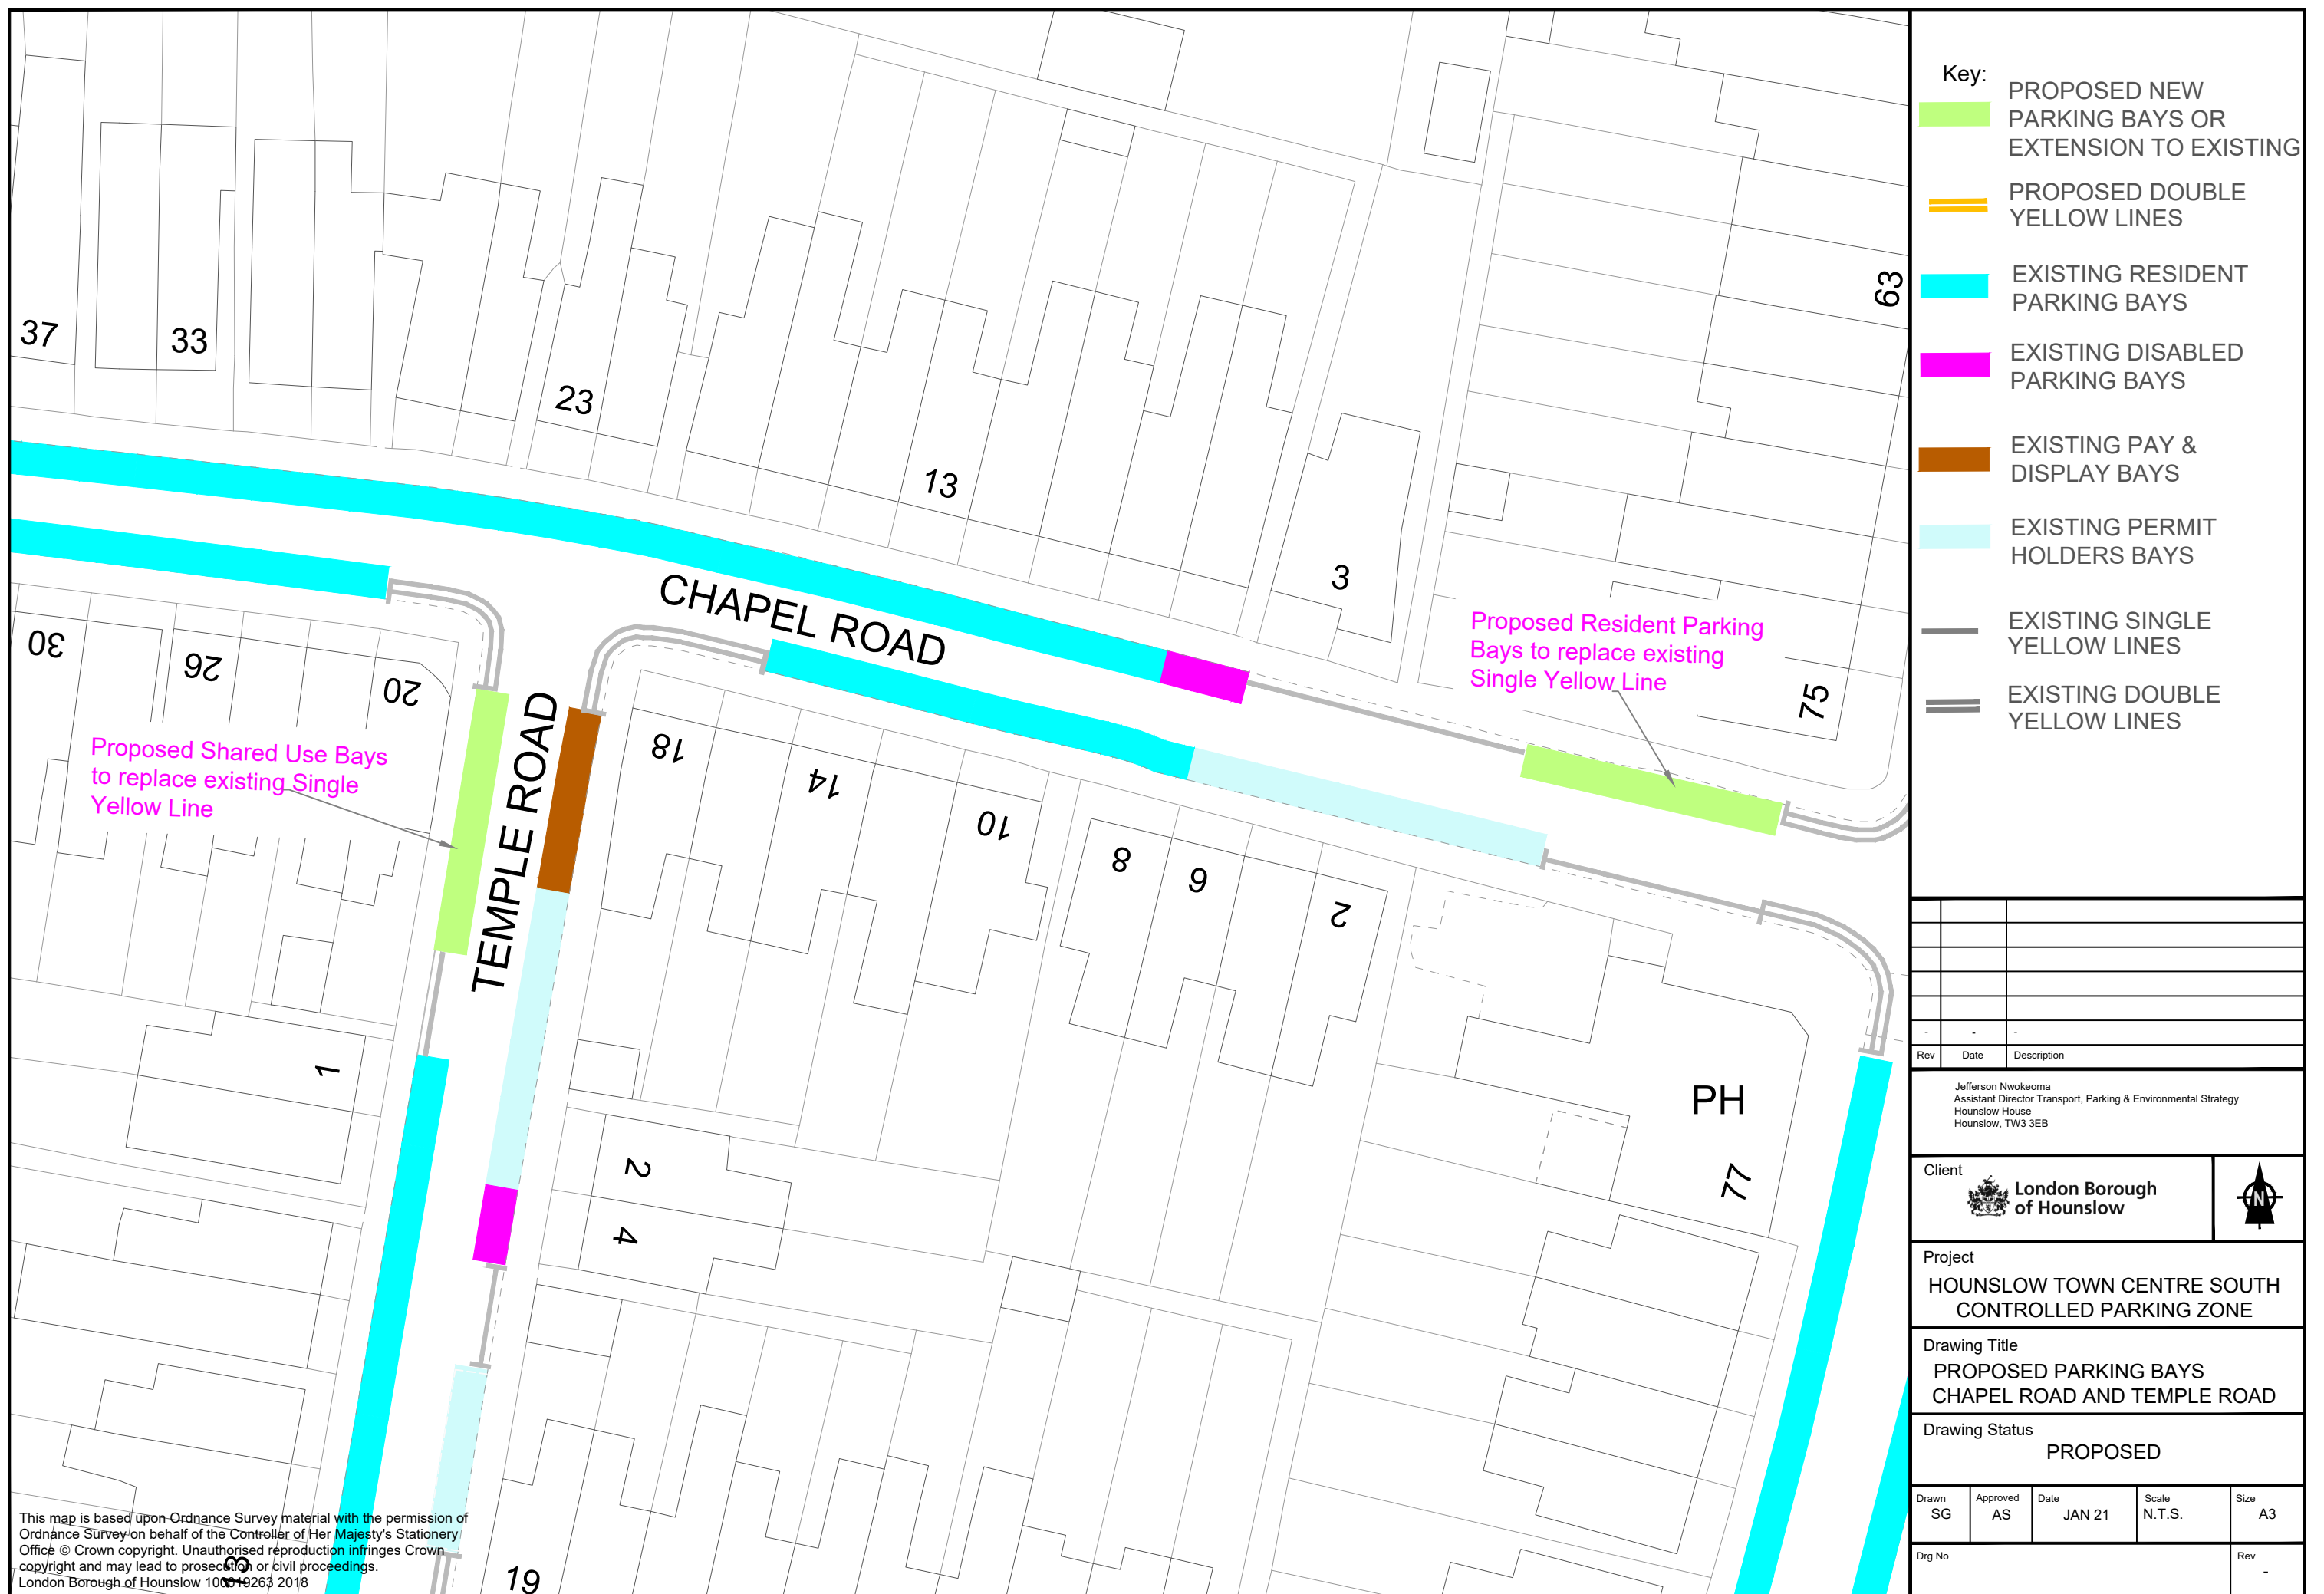 37
33
23
13
3
63
75
30
26
20
18
14
10
8
6
2
1
2
4
19
13
77
PH
CHAPEL ROAD
TEMPLE ROAD
Proposed Shared Use Bays
to replace existing Single
Yellow Line
Proposed Resident Parking
Bays to replace existing
Single Yellow Line
This map is based upon Ordnance Survey material with the permission of
Ordnance Survey on behalf of the Controller of Her Majesty's Stationery
Office © Crown copyright. Unauthorised reproduction infringes Crown
copyright and may lead to prosecution or civil proceedings.
London Borough of Hounslow 100019263 2018
Key:
PROPOSED NEW
PARKING BAYS OR
EXTENSION TO EXISTING
PROPOSED DOUBLE
YELLOW LINES
EXISTING RESIDENT
PARKING BAYS
EXISTING DISABLED
PARKING BAYS
EXISTING PAY &
DISPLAY BAYS
EXISTING PERMIT
HOLDERS BAYS
EXISTING SINGLE
YELLOW LINES
EXISTING DOUBLE
YELLOW LINES
- - -
Rev Date Description
Jefferson Nwokeoma
Assistant Director Transport, Parking & Environmental Strategy
Hounslow House
Hounslow, TW3 3EB
Client
London Borough
of Hounslow
N
Project
HOUNSLOW TOWN CENTRE SOUTH
CONTROLLED PARKING ZONE
Drawing Title
PROPOSED PARKING BAYS
CHAPEL ROAD AND TEMPLE ROAD
Drawing Status
PROPOSED
Drawn Approved Date Scale Size
SG AS JAN 21 N.T.S. A3
Drg No Rev
-